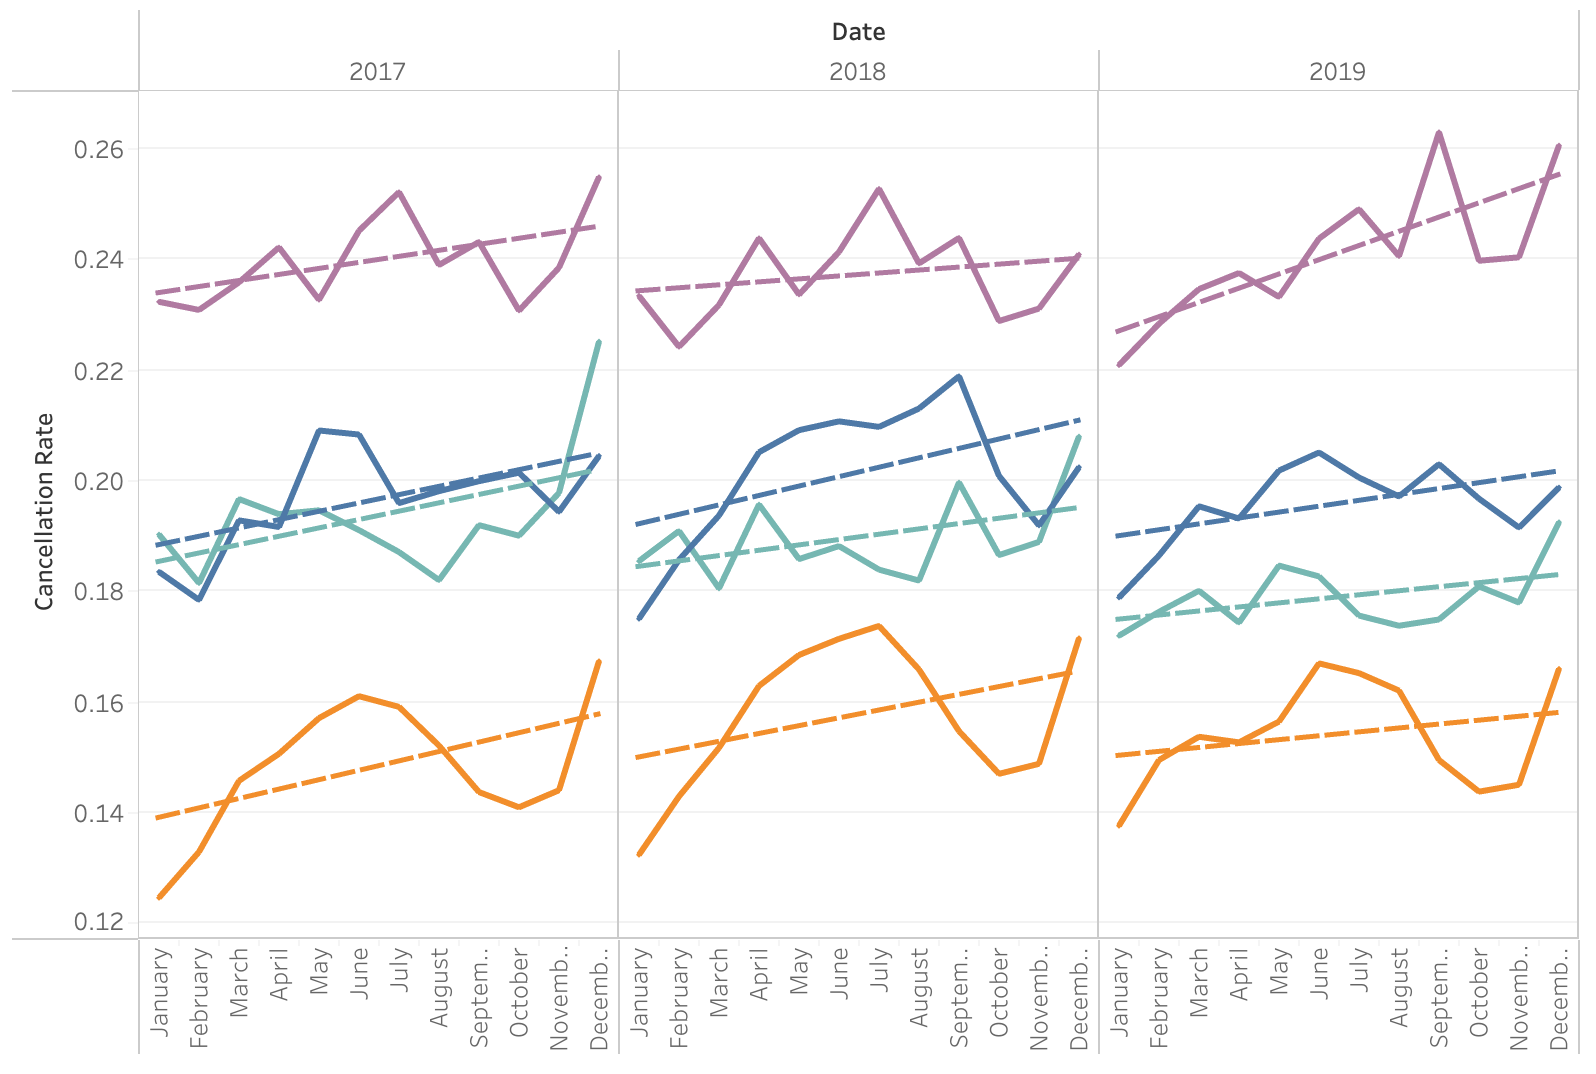 Date
2017 2018 2019
0.26
0.24
0.22
0.20
0.18
0.16
0.14
0.12
Cancellation Rate
January February March April May June July August Septem.. October Novemb.. Decemb..
January February March April May June July August Septem.. October Novemb.. Decemb..
January February March April May June July August Septem.. October Novemb.. Decemb..